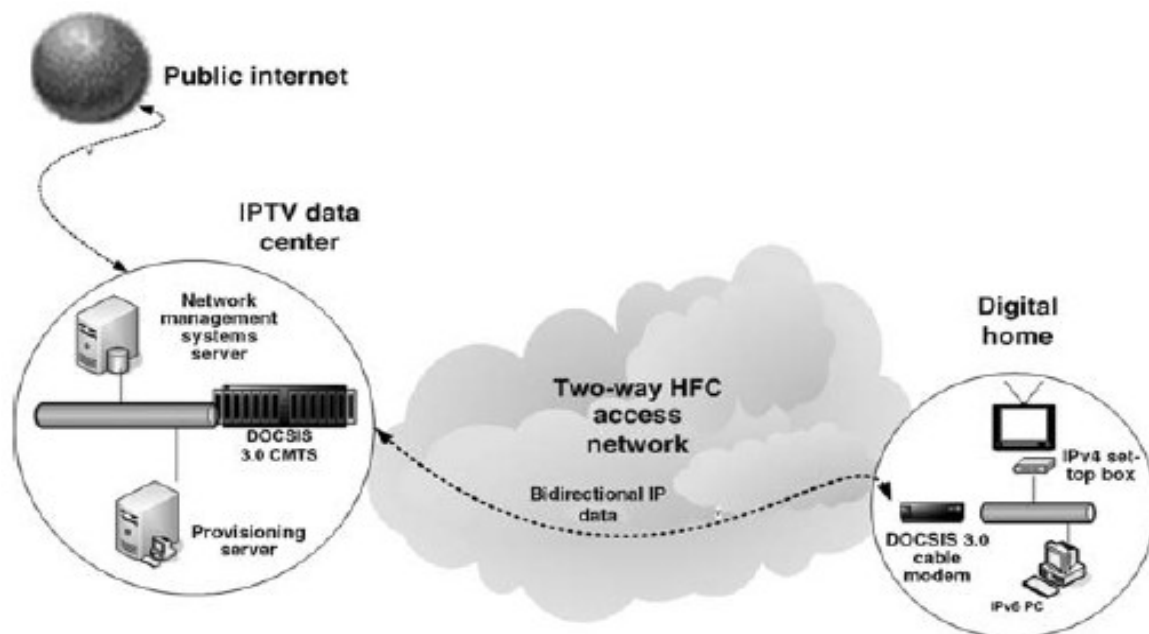 Public internet
IPTV data
center
Network
management
systems
server
DOCSIS
3.0 CMTS
Provisioning
server
Two-way HFC
access
network
Bidirectional IP
data
Digital
home
IPv4 set-
top box
DOCSIS 3.0
cable
modem
IPv6 PC